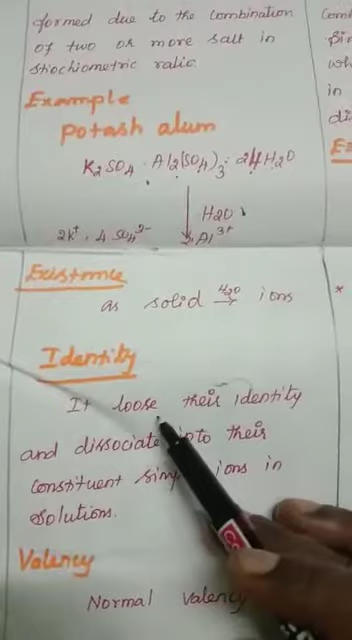 formed due to the combination
of two or more salt in
stiochiometric ratio
Example
Potash alum
K2SO4 . Al2(SO4)3 . 24H2O
H2O
2K+, 4 SO4 2-, Al3+
Existence
as solid H2O → ions
Identity
It loose their identity
and dissociate into their
constituent ions in
solutions.
Valency
Normal valency
in